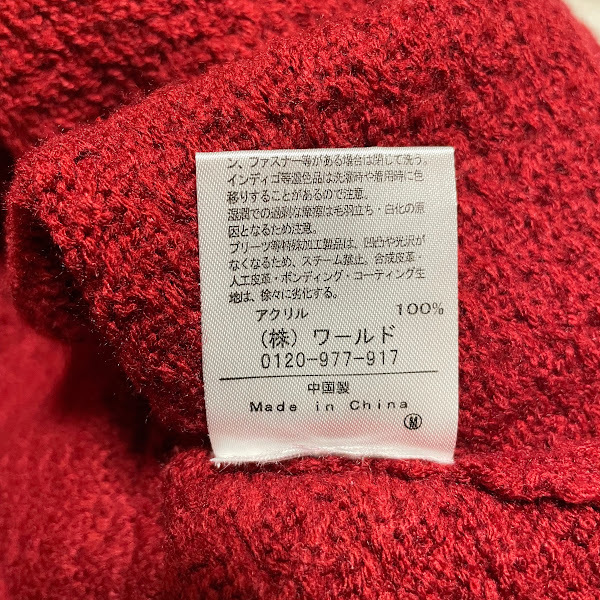 ン、ファスナー等がある場合は閉じて洗う。
インディゴ等濃色品は洗濯時や着用時に色
移りすることがあるので注意。
湿潤での過剰な摩擦は毛羽立ち・白化の原
因となるため注意。
プリーツ等特殊加工製品は、凹凸や光沢が
なくなるため、スチーム禁止。合成皮革・
人工皮革・ボンディング・コーティング生
地は、徐々に劣化する。
アクリル 100%
(株) ワールド
0120-977-917
中国製
Made in China
M